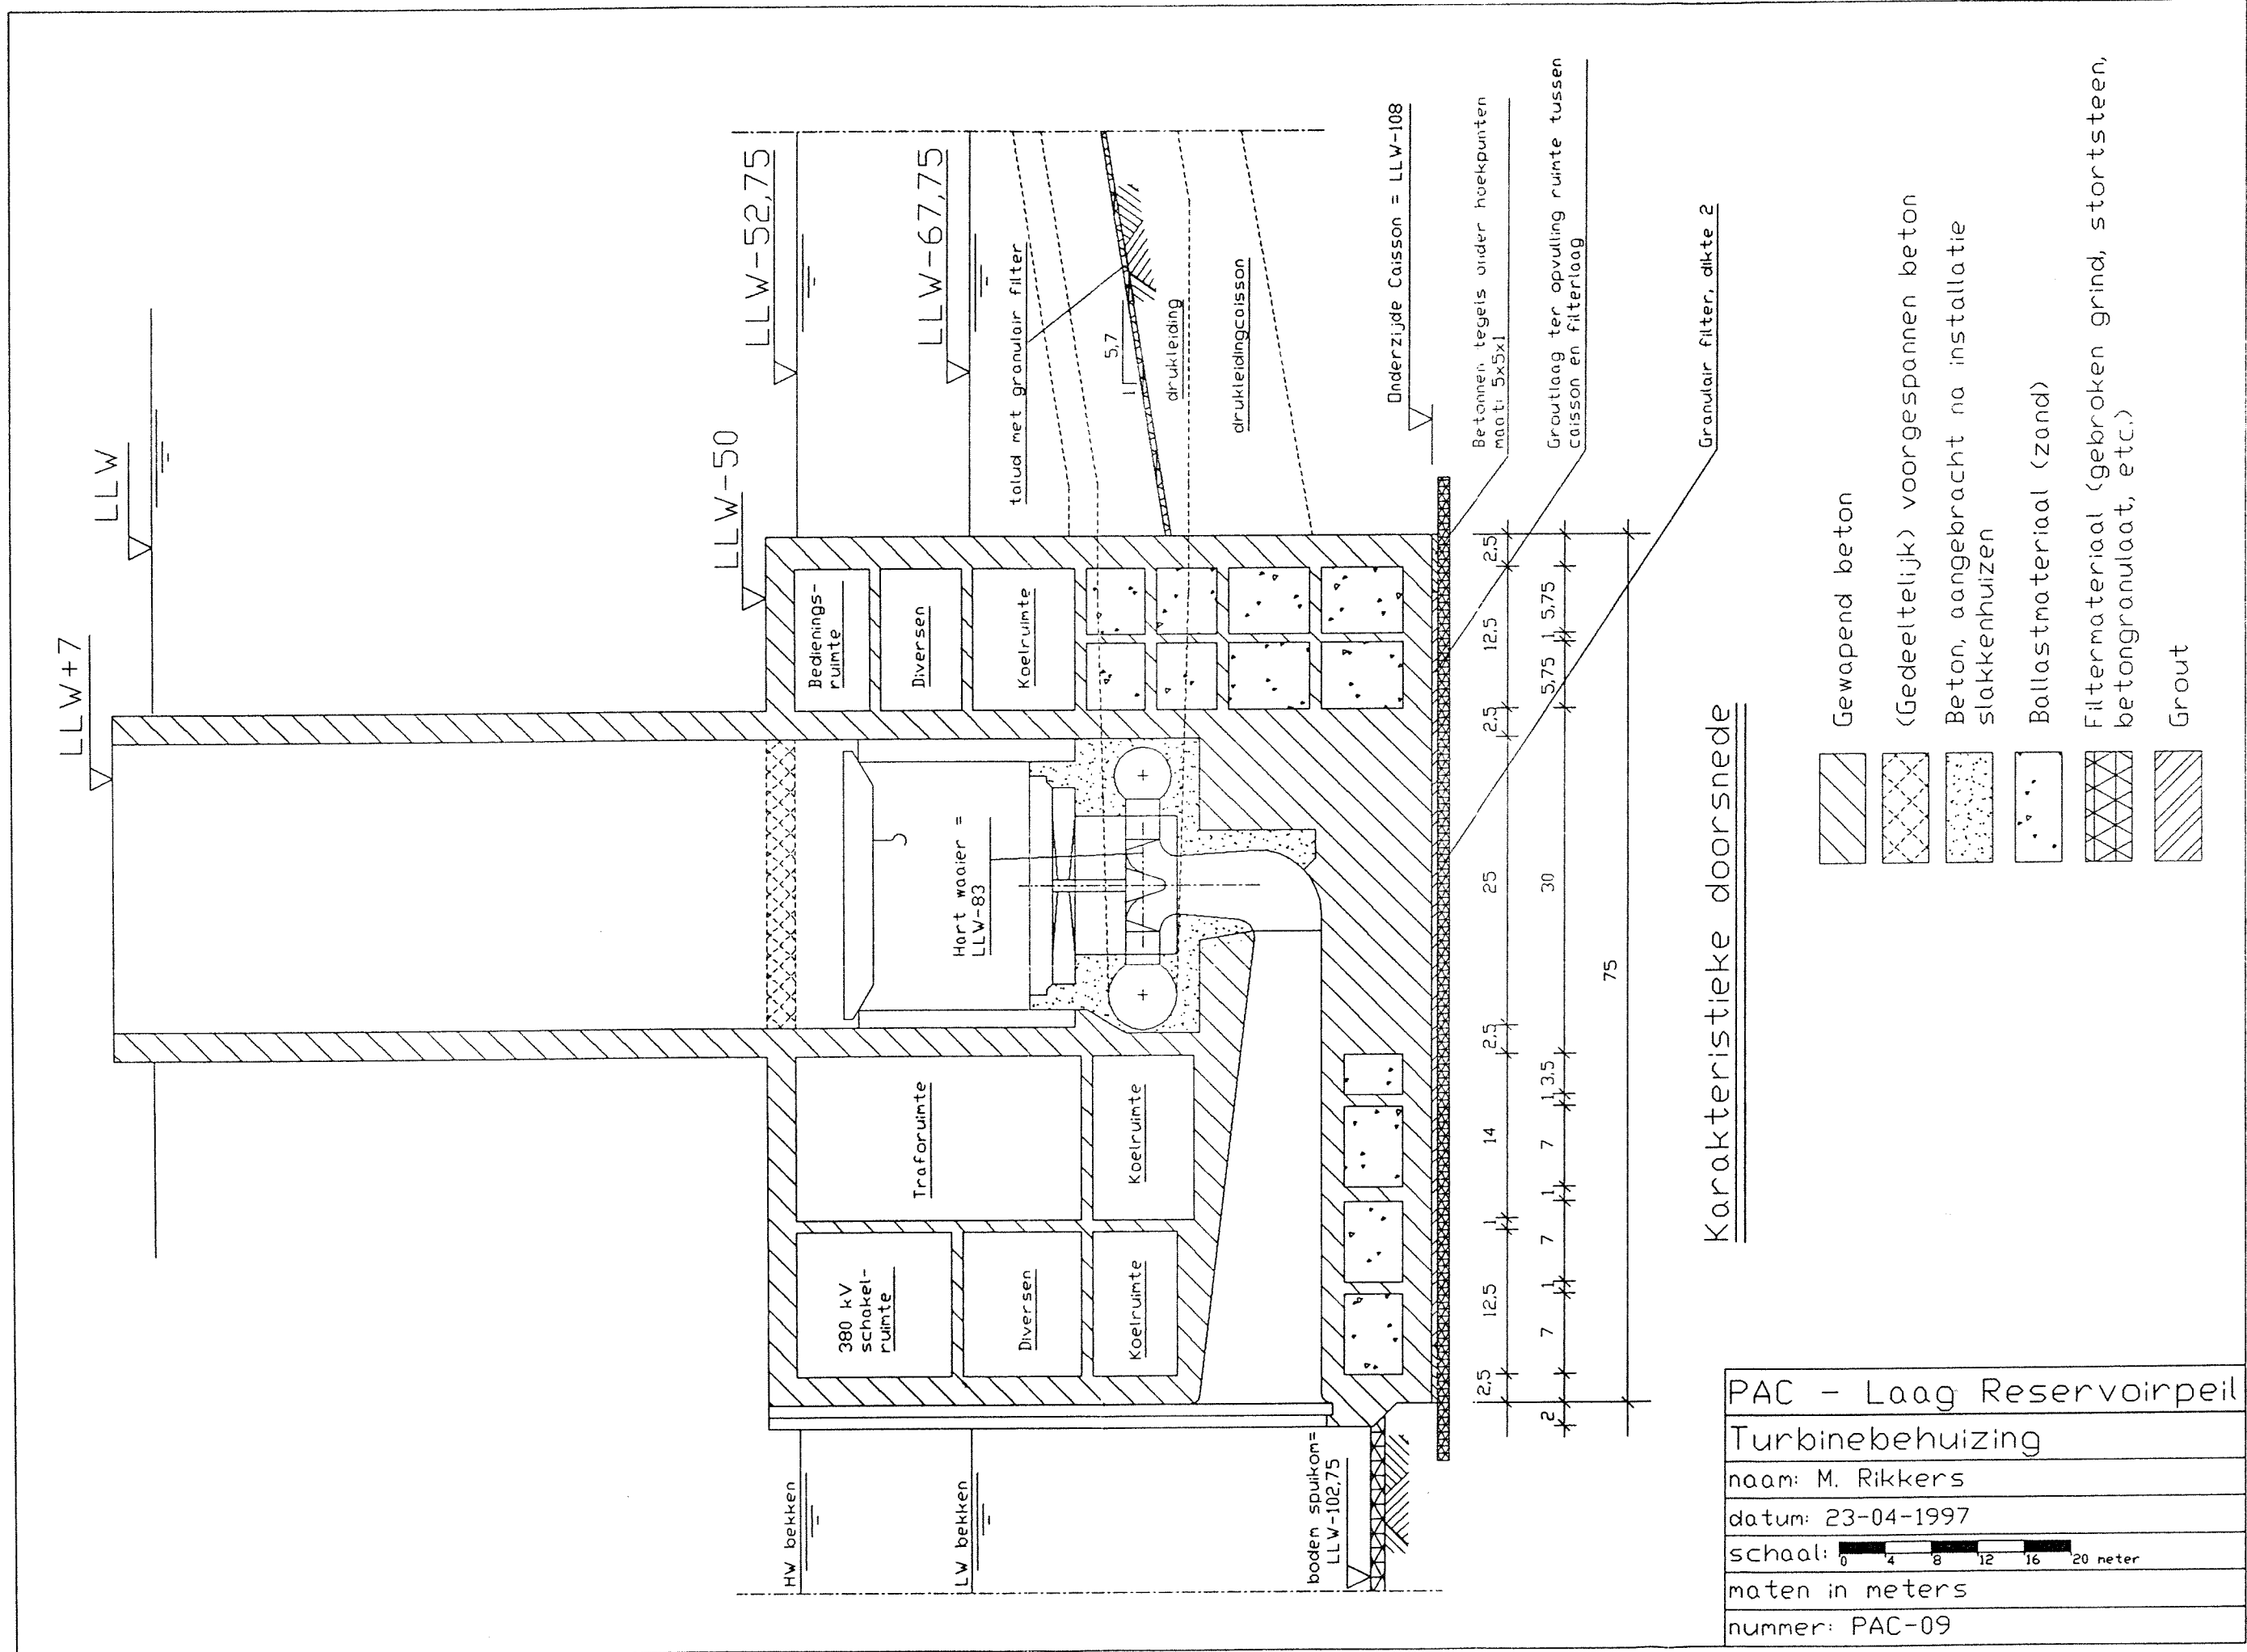 LLW+7
LLW
LLW-50
LLW-52,75
LLW-67,75
talud met granulair filter
5,7
1
drukleiding
drukleidingcaisson
Onderzijde Caisson = LLW-108
Betonnen tegels onder hoekpunten
maat: 5x5x1
Groutlaag ter opvulling ruimte tussen
caisson en filterlaag
Granulair filter, dikte 2
Bedienings-
ruimte
Diversen
Koelruimte
Hart waaier =
LLW-83
Traforuimte
Koelruimte
380 kV
schakel-
ruimte
Diversen
Koelruimte
HW bekken
LW bekken
boden spuikom=
LLW-102,75
2,5 12,5 1 14 2,5 25 2,5 12,5 2,5
2 7 1 7 1 7 1 3,5 30 5,75 1 5,75
75
Karakteristieke doorsnede
Gewapend beton
(Gedeeltelijk) voorgespannen beton
Beton, aangebracht na installatie
slakkenhuizen
Ballastmateriaal (zand)
Filtermateriaal (gebroken grind, stortsteen,
betongranulaat, etc.)
Grout
PAC - Laag Reservoirpeil
Turbinebehuizing
naam: M. Rikkers
datum: 23-04-1997
schaal: 0 4 8 12 16 20 meter
maten in meters
nummer: PAC-09